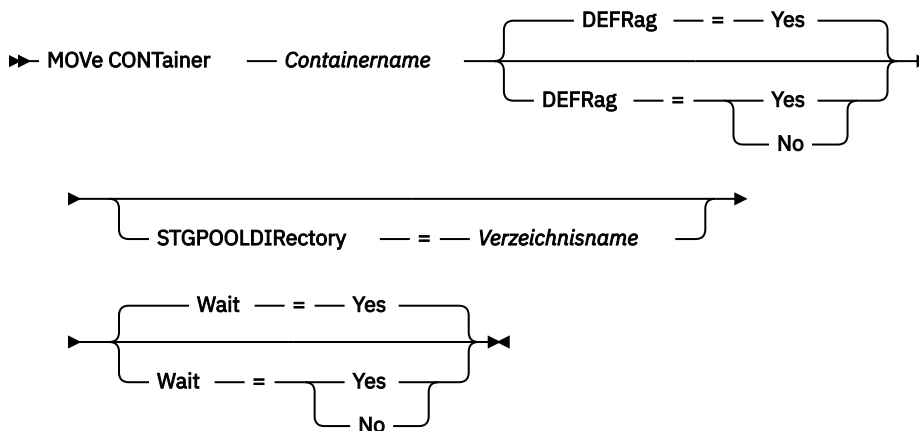 DEFRag = Yes
MOVe CONTainer Containername
DEFRag = Yes
No
STGPOOLDIRectory = Verzeichnisname
Wait = Yes
Wait = Yes
No